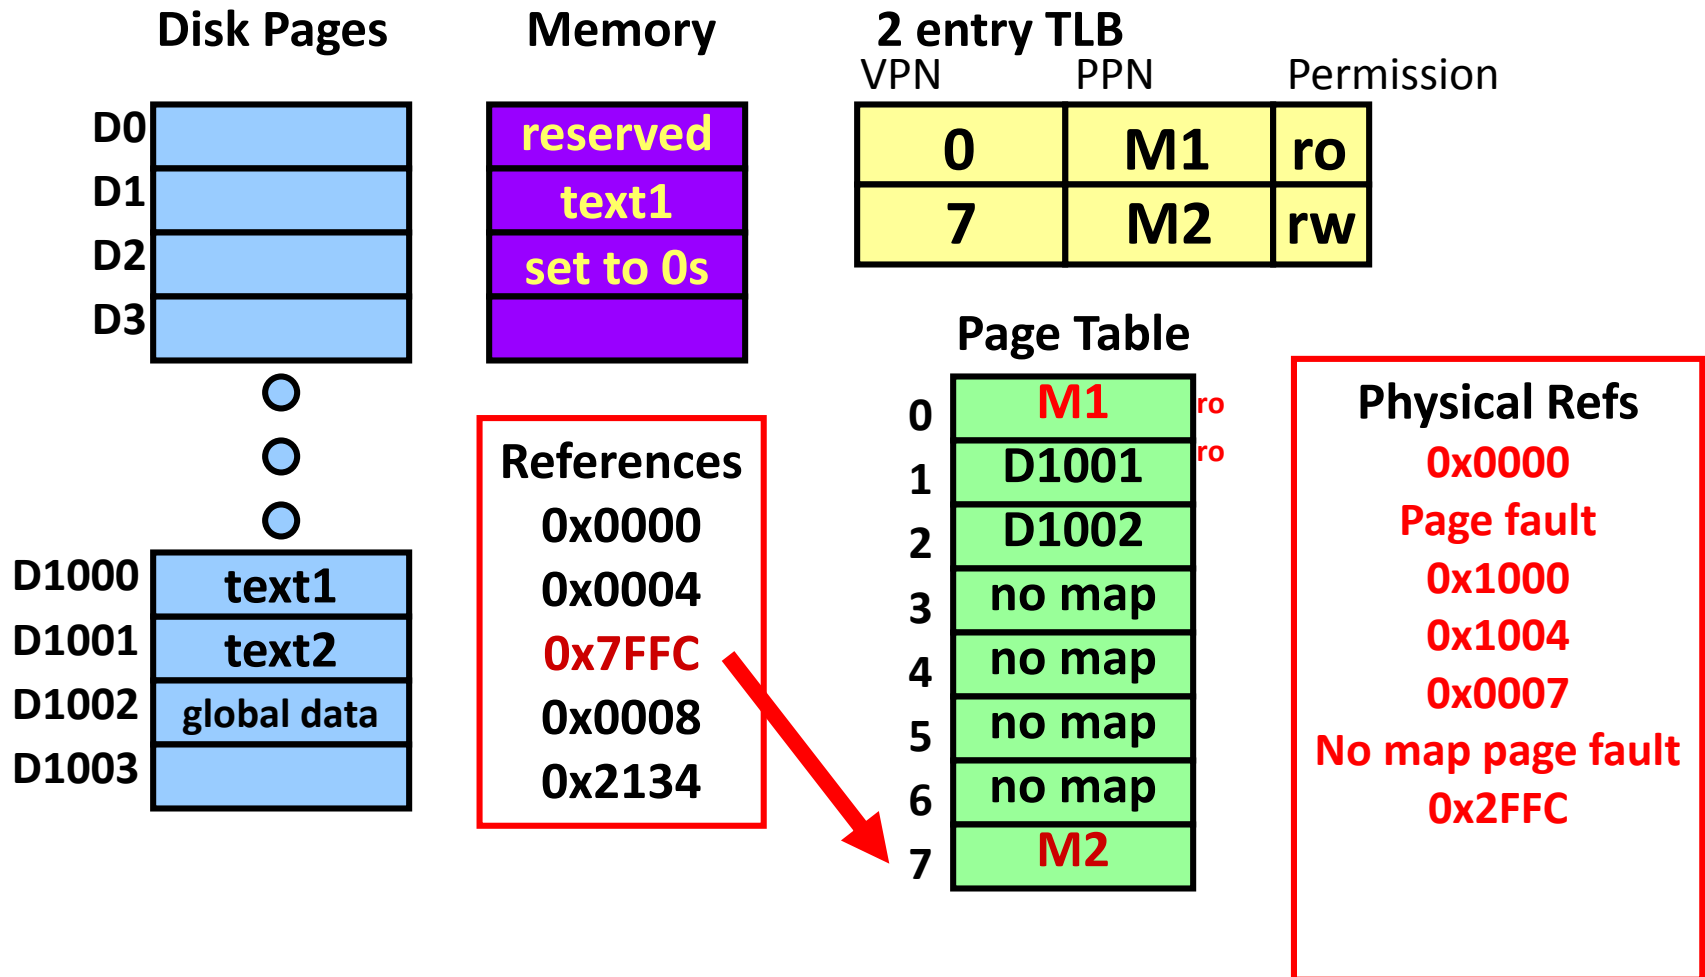 Disk Pages
D0
D1
D2
D3
D1000 text1
D1001 text2
D1002 global data
D1003
Memory
reserved
text1
set to 0s
References
0x0000
0x0004
0x7FFC
0x0008
0x2134
2 entry TLB
VPN PPN Permission
0 M1 ro
7 M2 rw
Page Table
0 M1 ro
1 D1001 ro
2 D1002
3 no map
4 no map
5 no map
6 no map
7 M2
Physical Refs
0x0000
Page fault
0x1000
0x1004
0x0007
No map page fault
0x2FFC